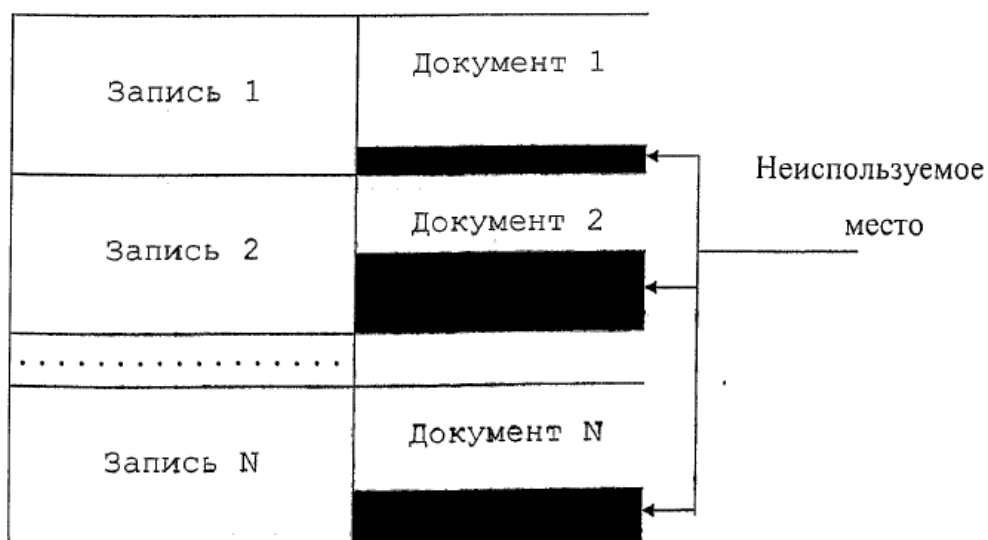 Запись 1
Документ 1
Неиспользуемое
место
Запись 2
Документ 2
. . . . . . . . . . . . . . . . .
Запись N
Документ N